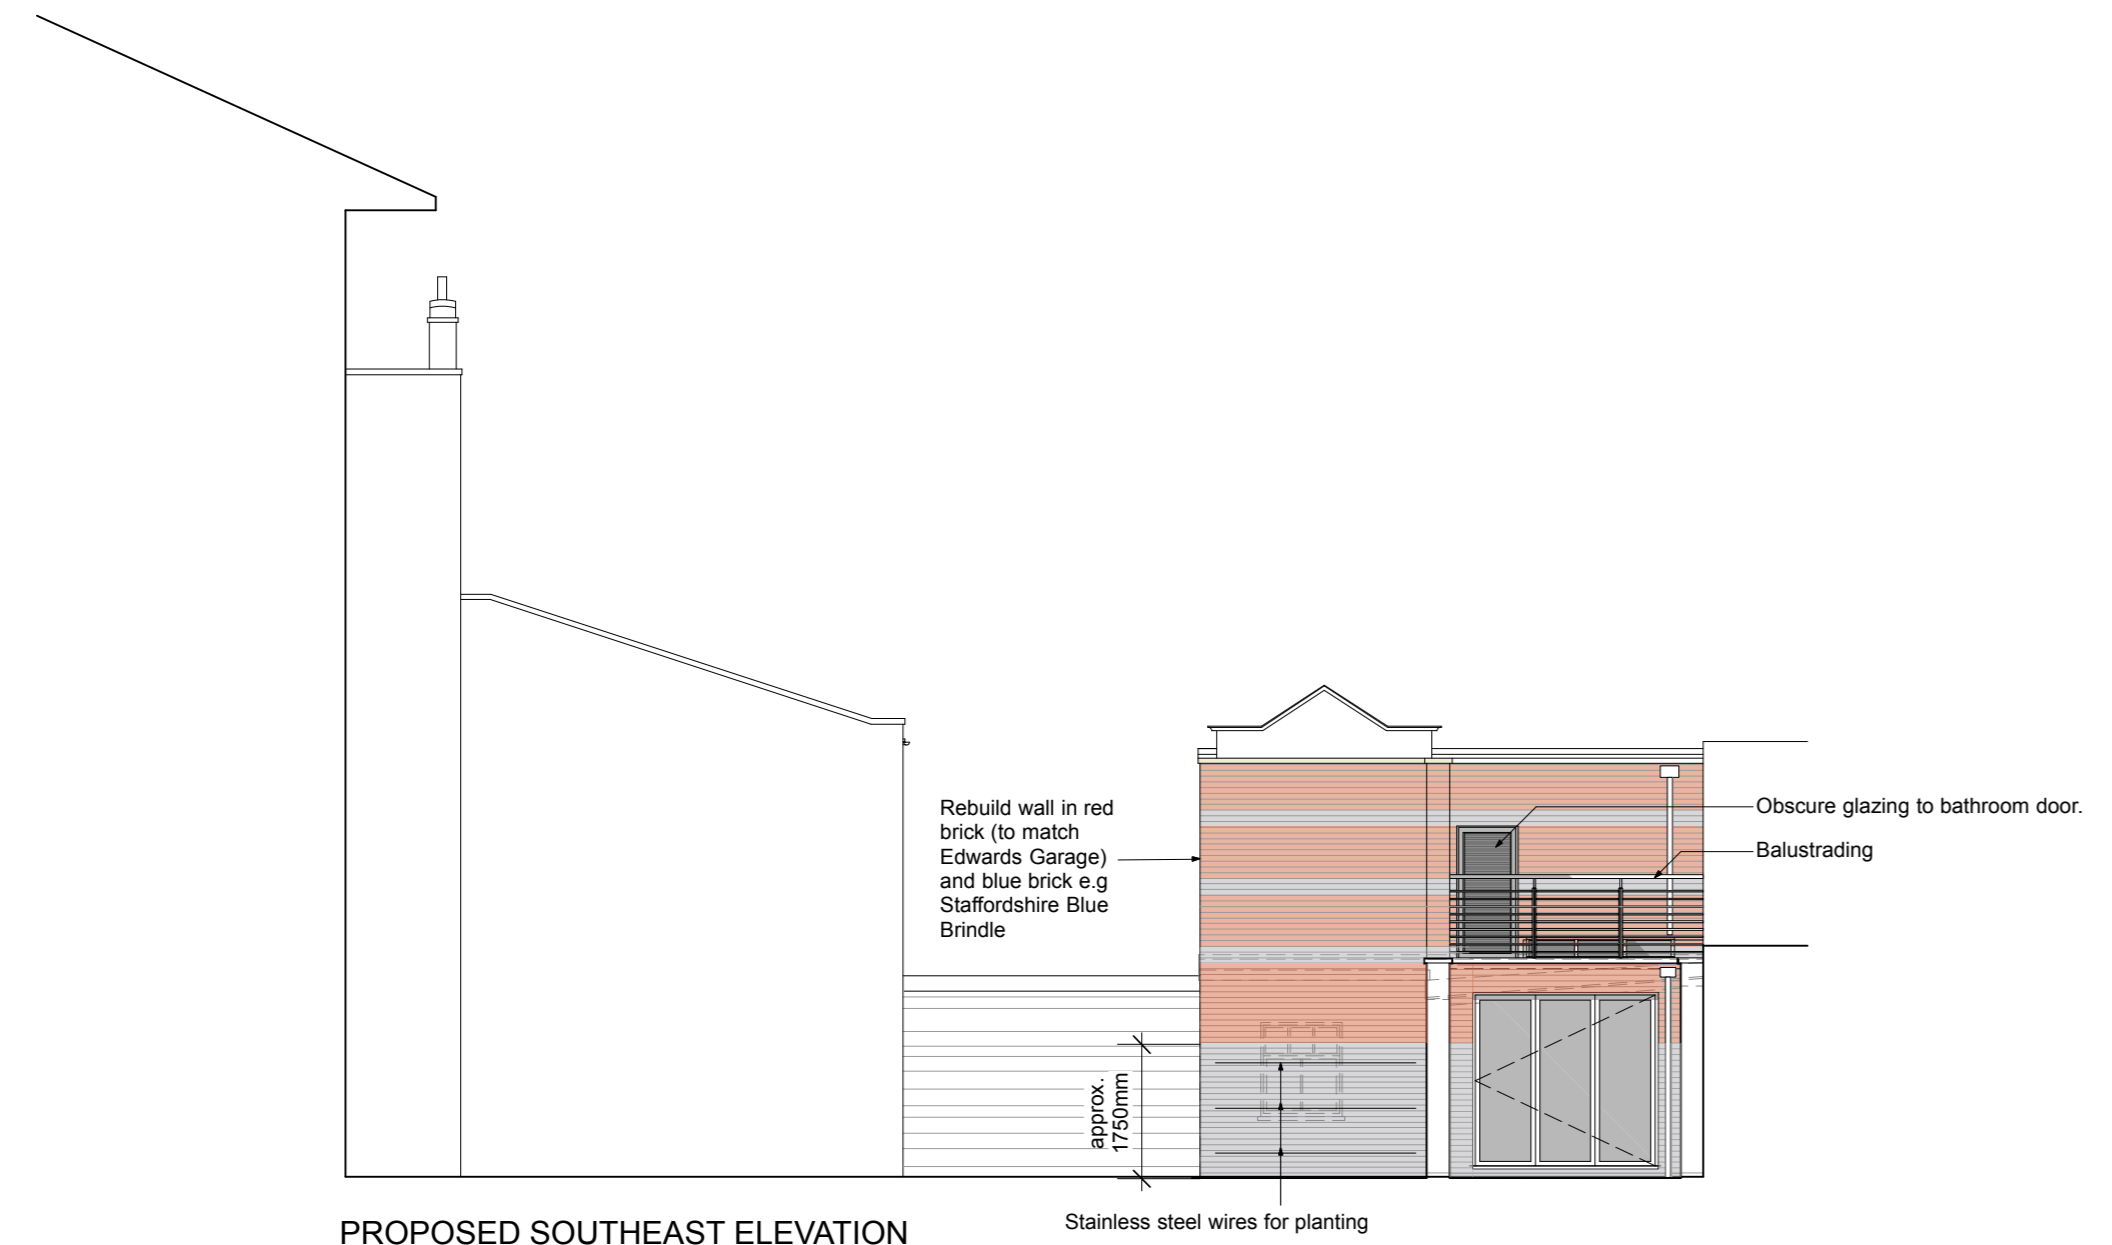 Rebuild wall in red
brick (to match
Edwards Garage)
and blue brick e.g
Staffordshire Blue
Brindle
Obscure glazing to bathroom door.
Balustrading
approx.
1750mm
Stainless steel wires for planting
PROPOSED SOUTHEAST ELEVATION